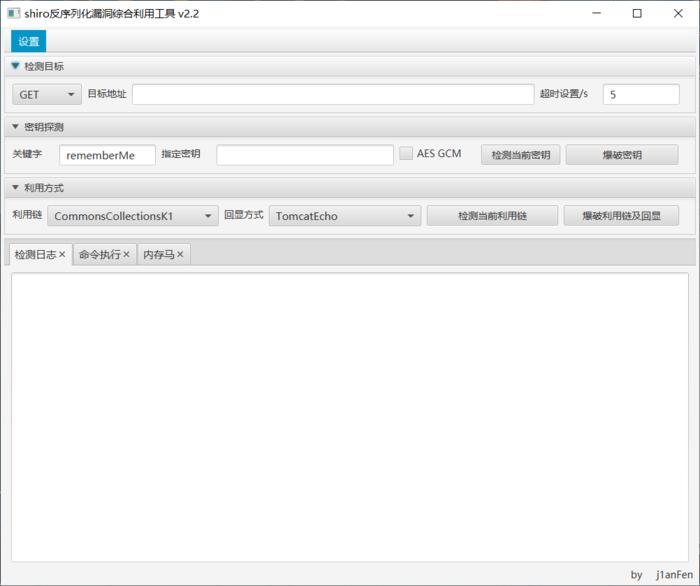 shiro反序列化漏洞综合利用工具 v2.2
设置
检测目标
GET 目标地址 超时设置/s 5
密钥探测
关键字 rememberMe 指定密钥 AES GCM 检测当前密钥 爆破密钥
利用方式
利用链 CommonsCollectionsK1 回显方式 TomcatEcho 检测当前利用链 爆破利用链及回显
检测日志 命令执行 内存马
by j1anFen